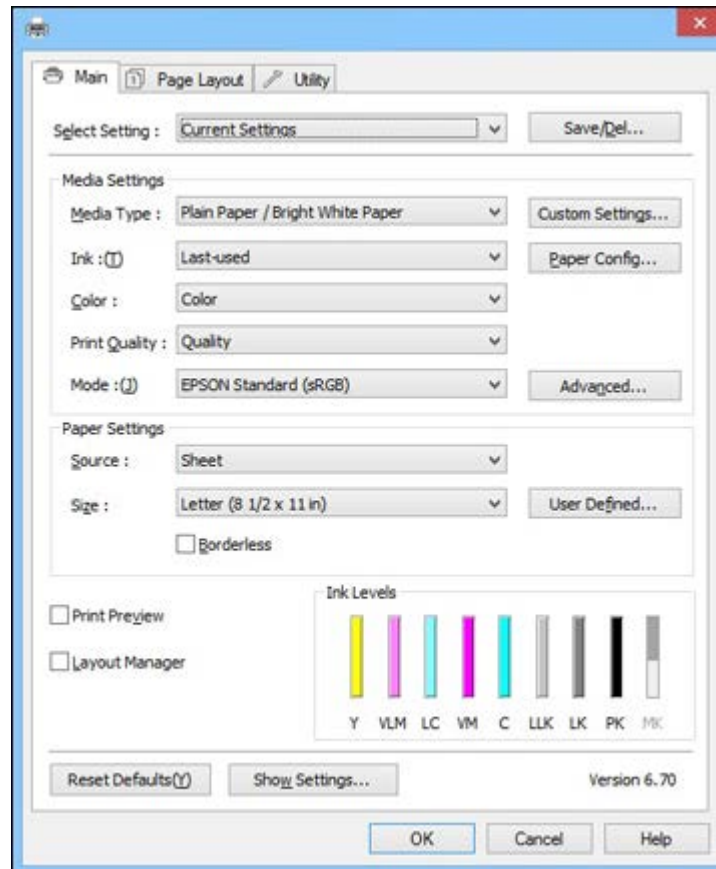 Main
Page Layout
Utility
Select Setting :
Current Settings
Save/Del...
Media Settings
Media Type :
Plain Paper / Bright White Paper
Custom Settings...
Ink :(T)
Last-used
Paper Config...
Color :
Color
Print Quality :
Quality
Mode :(J)
EPSON Standard (sRGB)
Advanced...
Paper Settings
Source :
Sheet
Size :
Letter (8 1/2 x 11 in)
User Defined...
Borderless
Print Preview
Layout Manager
Ink Levels
Y VLM LC VM C LLK LK PK MK
Reset Defaults(Y)
Show Settings...
Version 6.70
OK
Cancel
Help